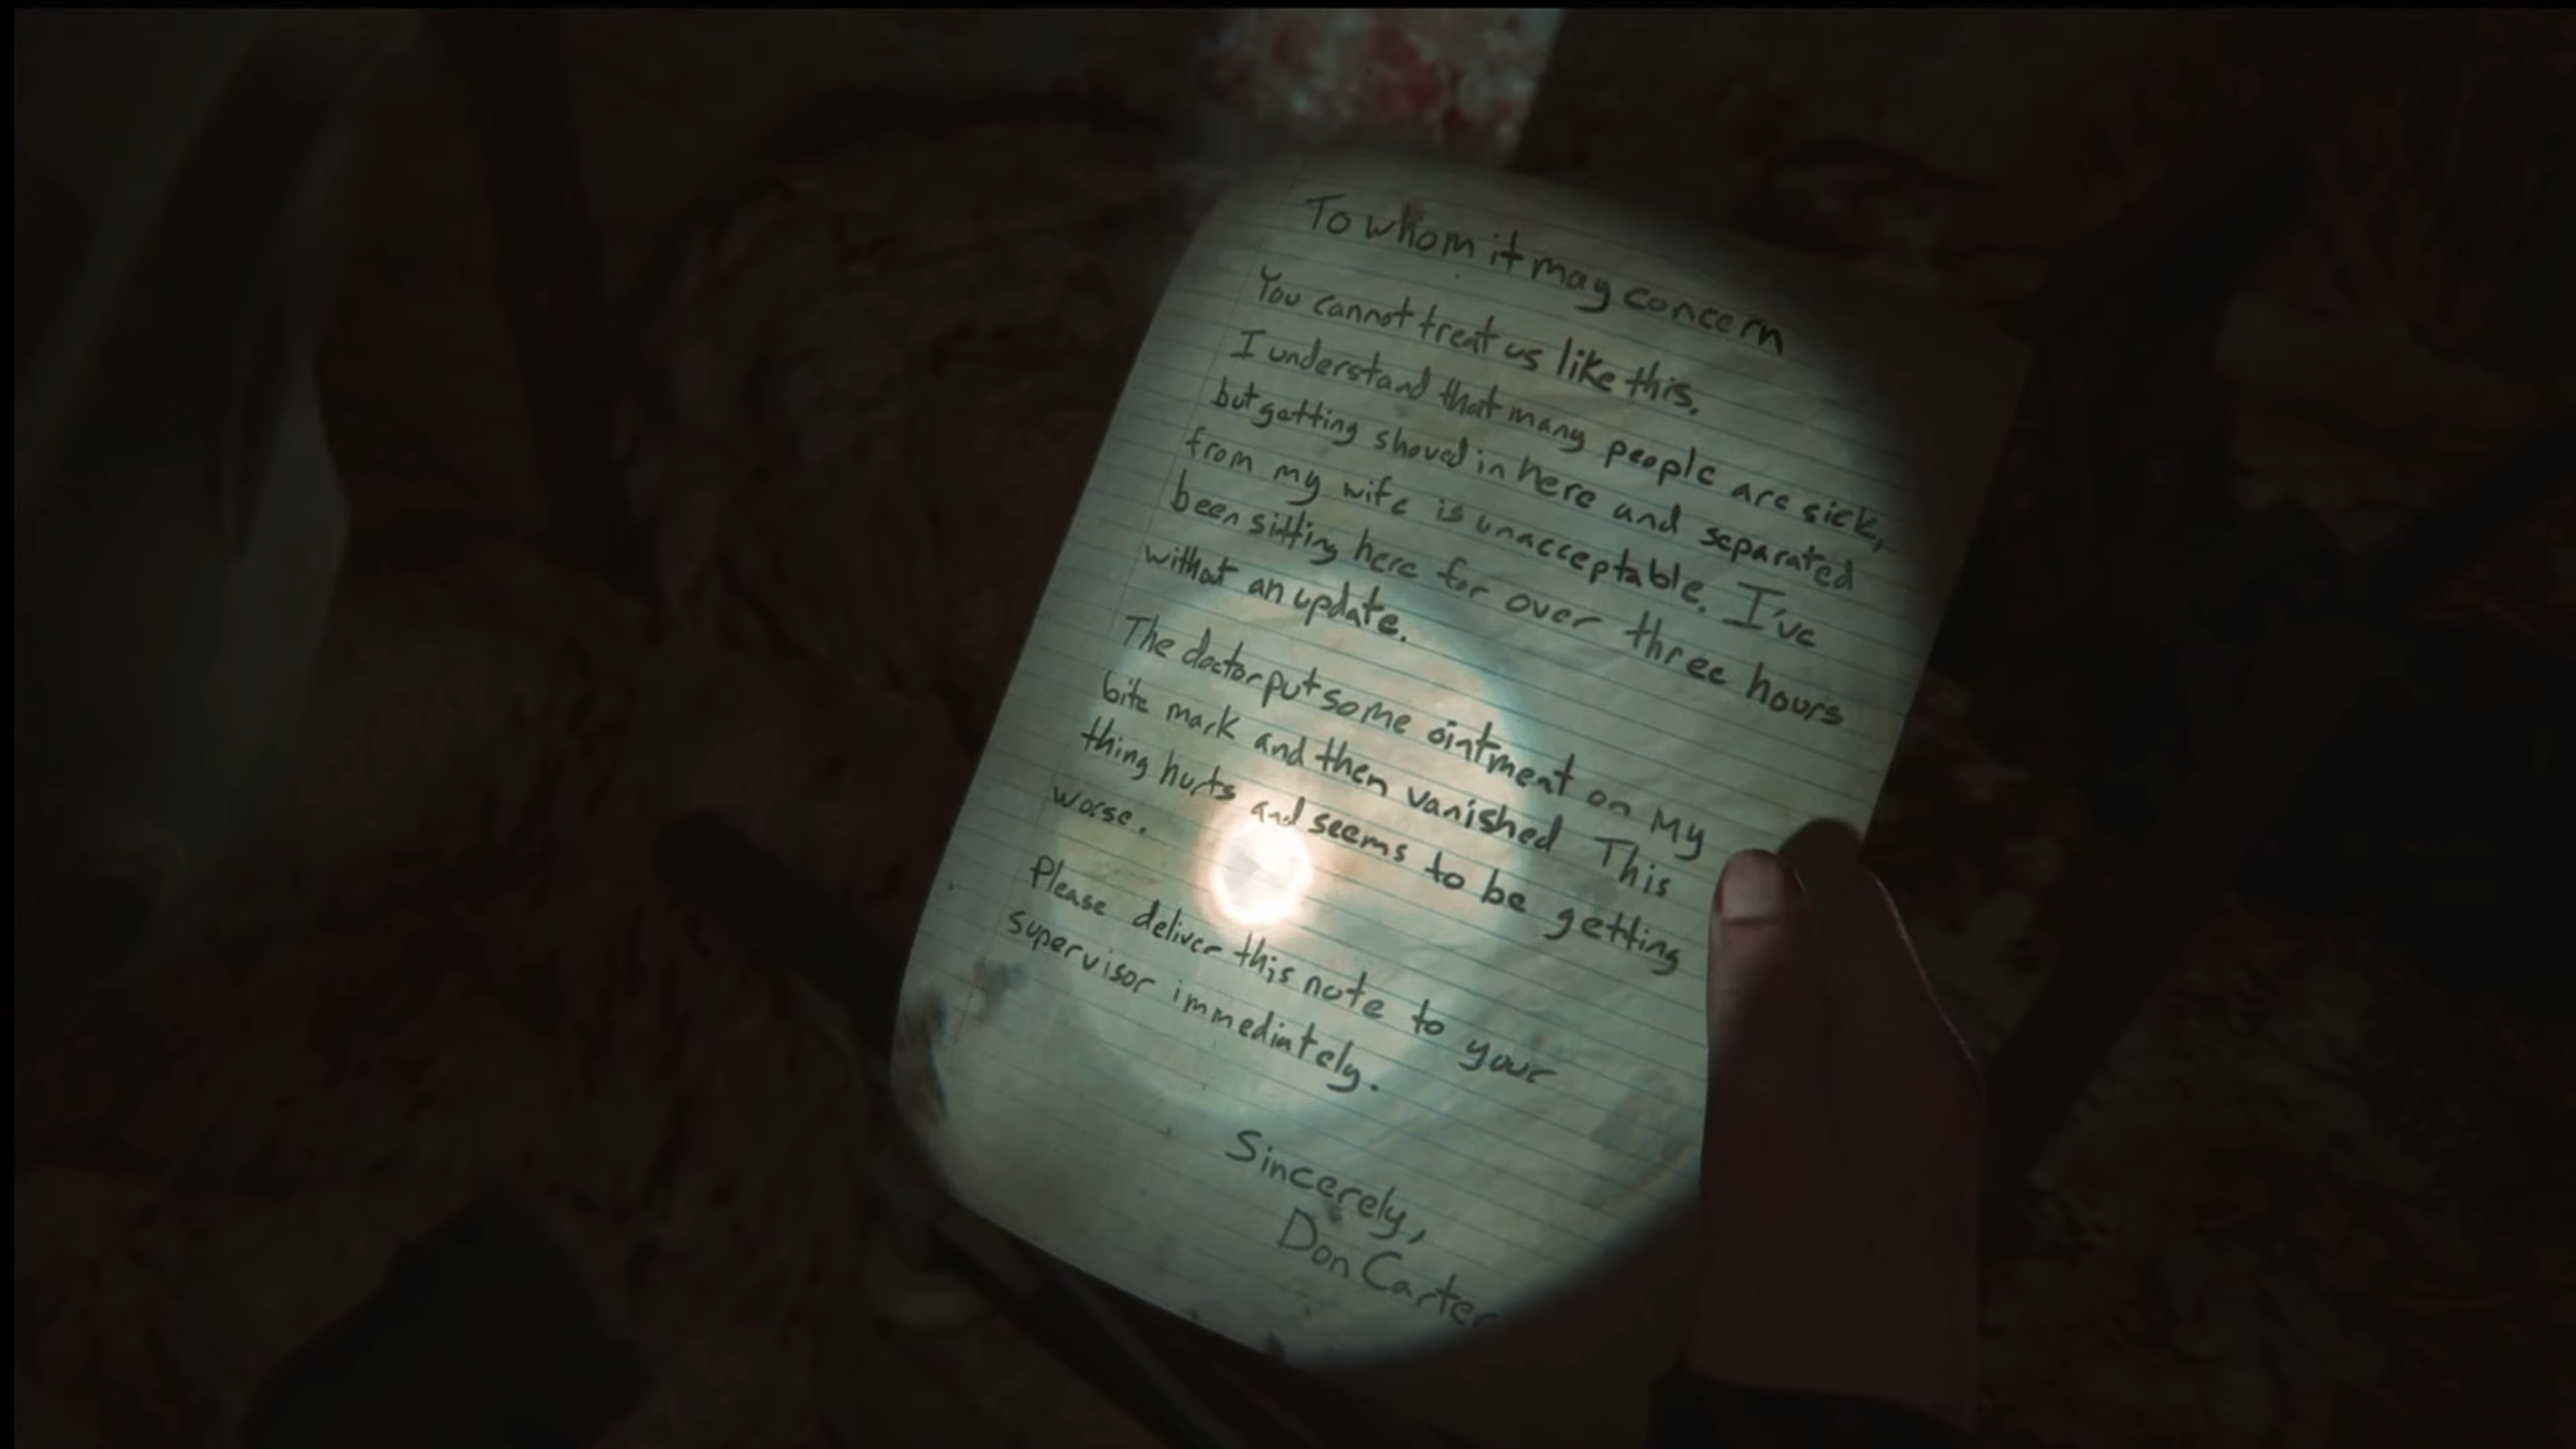 To whom it may concern
You cannot treat us like this.
I understand that many people are sick,
but getting shoved in here and separated
from my wife is unacceptable. I've
been sitting here for over three hours
without an update.
The doctor put some ointment on my
bite mark and then vanished This
thing hurts and seems to be getting
worse.
Please deliver this note to your
supervisor immediately.
Sincerely,
Don Carter